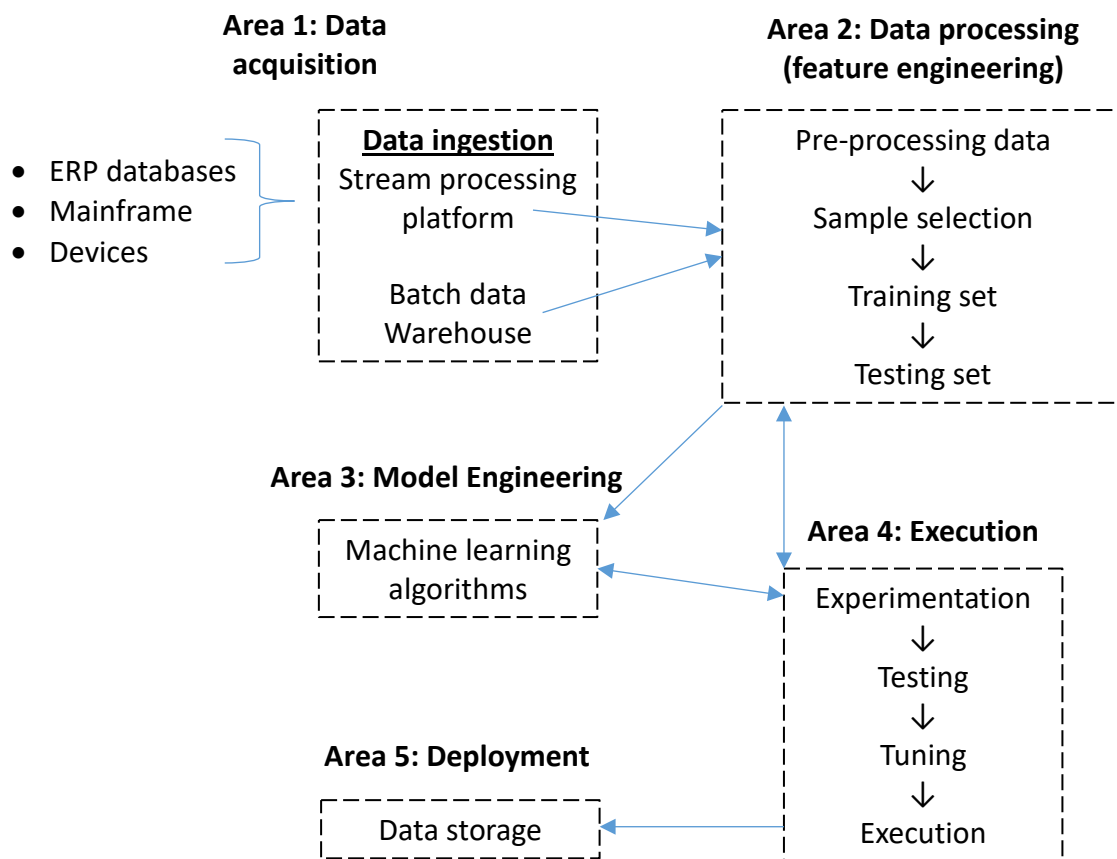 Area 1: Data
acquisition
Area 2: Data processing
(feature engineering)
• ERP databases
• Mainframe
• Devices
Data ingestion
Stream processing
platform
Batch data
Warehouse
Pre-processing data
↓
Sample selection
↓
Training set
↓
Testing set
Area 3: Model Engineering
Machine learning
algorithms
Area 4: Execution
Experimentation
↓
Testing
↓
Tuning
↓
Execution
Area 5: Deployment
Data storage